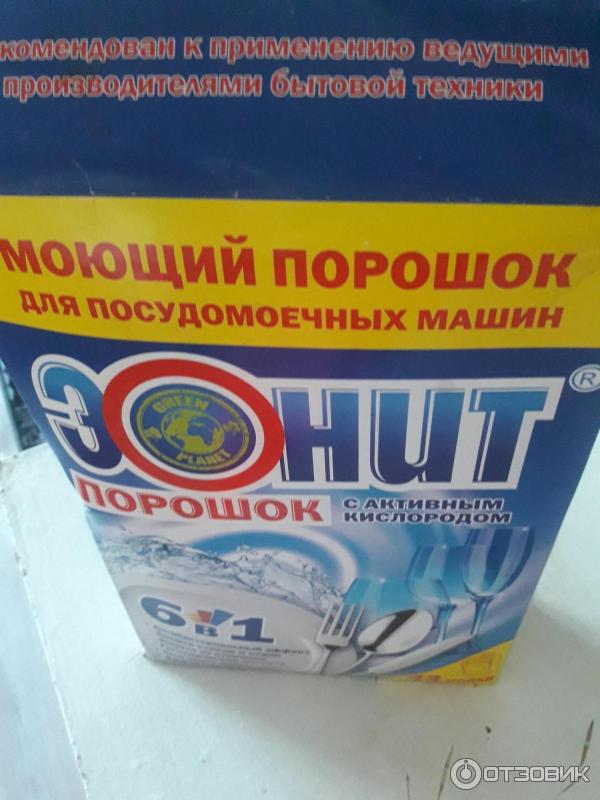 комендован к применению ведущими
производителями бытовой техники
МОЮЩИЙ ПОРОШОК
ДЛЯ ПОСУДОМОЕЧНЫХ МАШИН
ЭОНИТ ®
GREEN
PLANET
ПОРОШОК
С АКТИВНЫМ
КИСЛОРОДОМ
6 в 1
ОТЗОВИК